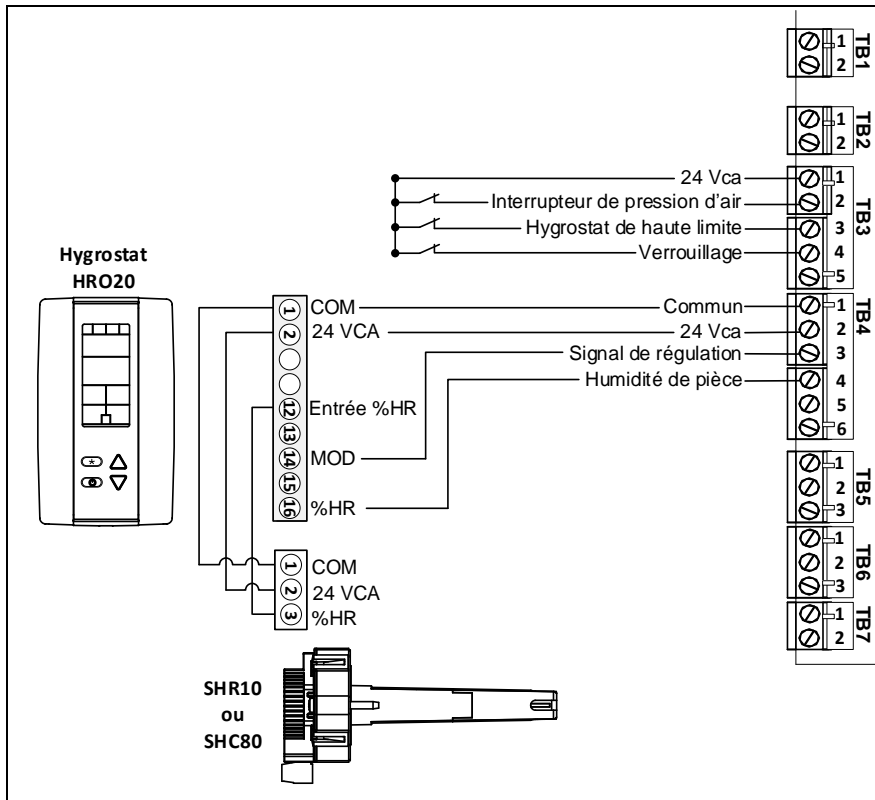 1
2
TB1
1
2
TB2
24 Vca
Interrupteur de pression d'air
Hygrostat de haute limite
Verrouillage
1
2
3
4
5
TB3
Hygrostat
HRO20
1 COM
2 24 VCA
12 Entrée %HR
13
14 MOD
15
16 %HR
Commun
24 Vca
Signal de régulation
Humidité de pièce
1
2
3
4
5
6
TB4
1
2
3
TB5
1
2
3
TB6
1
2
TB7
1 COM
2 24 VCA
3 %HR
SHR10
ou
SHC80